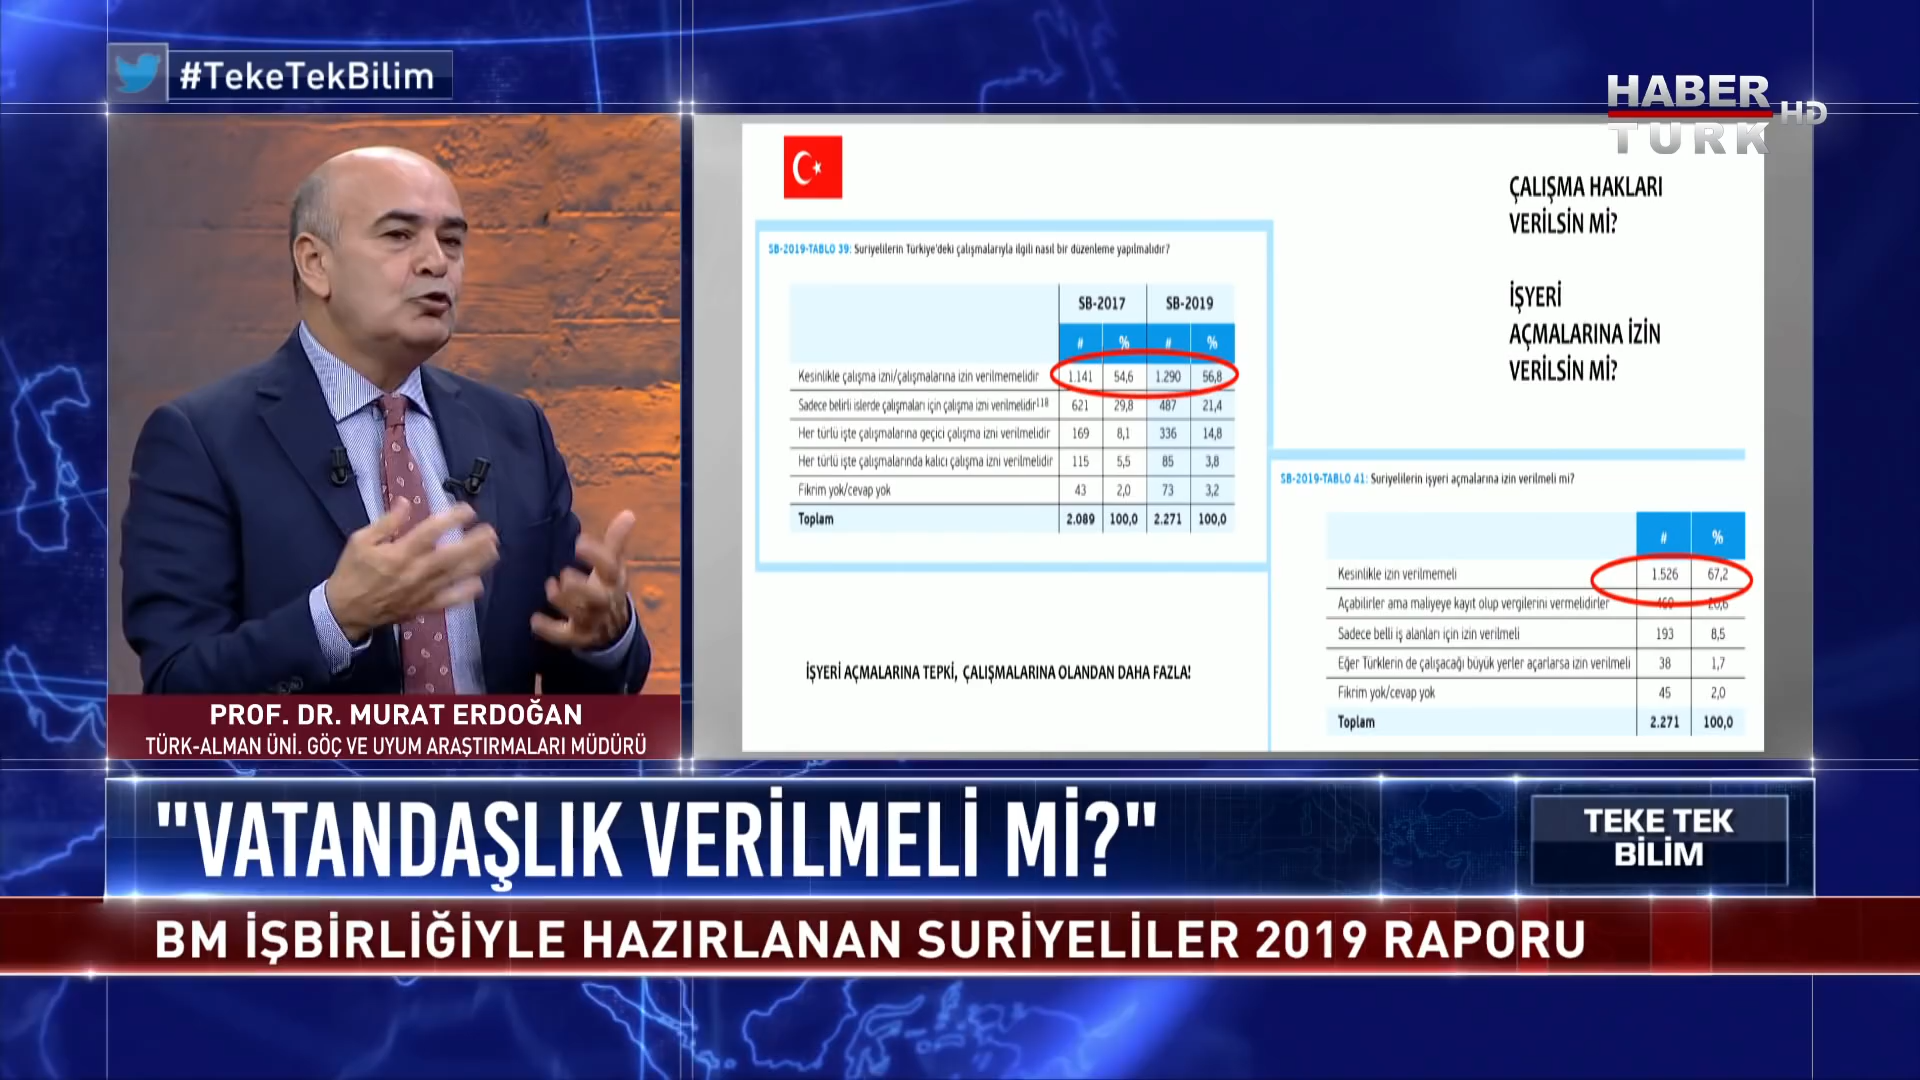 #TekeTekBilim
HABER
TURK HD
ÇALIŞMA HAKLARI
VERİLSİN Mİ?
İŞYERİ
AÇMALARINA İZİN
VERİLSİN Mİ?
SB-2019-TABLO 39: Suriyelilerin Türkiye'deki çalışmalarıyla ilgili nasıl bir düzenleme yapılmalıdır?
SB-2017 SB-2019
# % # %
Kesinlikle çalışma izni/çalışmalarına izin verilmemelidir 1.141 54,6 1.290 56,8
Sadece belirli islerde çalışmaları için çalışma izni verilmelidir¹¹⁸ 621 29,8 487 21,4
Her türlü işte çalışmalarına geçici çalışma izni verilmelidir 169 8,1 336 14,8
Her türlü işte çalışmalarında kalıcı çalışma izni verilmelidir 115 5,5 85 3,8
Fikrim yok/cevap yok 43 2,0 73 3,2
Toplam 2.089 100,0 2.271 100,0
SB-2019-TABLO 41: Suriyelilerin işyeri açmalarına izin verilmeli mi?
# %
Kesinlikle izin verilmemeli 1.526 67,2
Açabilirler ama maliyeye kayıt olup vergilerini vermelidirler 20,6
Sadece belli iş alanları için izin verilmeli 193 8,5
Eğer Türklerin de çalışacağı büyük yerler açarlarsa izin verilmeli 38 1,7
Fikrim yok/cevap yok 45 2,0
Toplam 2.271 100,0
İŞYERİ AÇMALARINA TEPKİ, ÇALIŞMALARINA OLANDAN DAHA FAZLA!
PROF. DR. MURAT ERDOĞAN
TÜRK-ALMAN ÜNİ. GÖÇ VE UYUM ARAŞTIRMALARI MÜDÜRÜ
"VATANDAŞLIK VERİLMELİ Mİ?"
TEKE TEK
BİLİM
BM İŞBİRLİĞİYLE HAZIRLANAN SURİYELİLER 2019 RAPORU